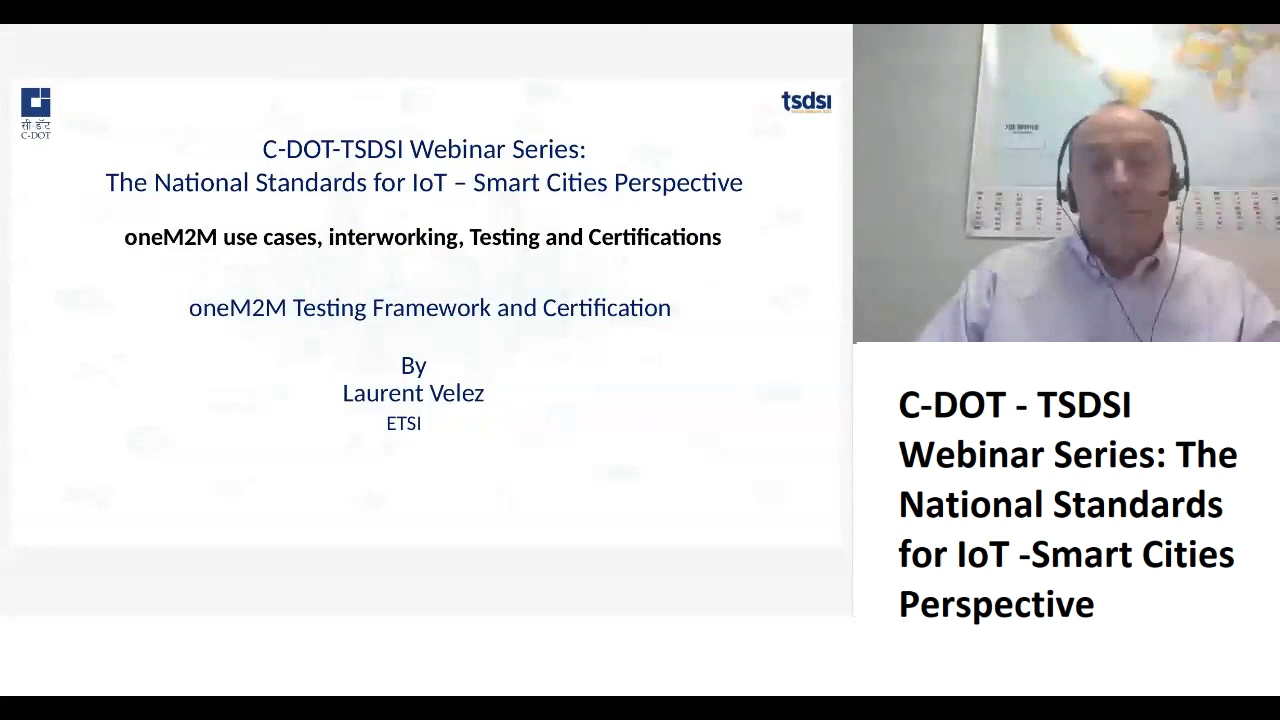 सी-डॉट
C-DOT
tsdsi
C-DOT-TSDSI Webinar Series:
The National Standards for IoT – Smart Cities Perspective
oneM2M use cases, interworking, Testing and Certifications
oneM2M Testing Framework and Certification
By
Laurent Velez
ETSI
C-DOT - TSDSI
Webinar Series: The
National Standards
for IoT -Smart Cities
Perspective